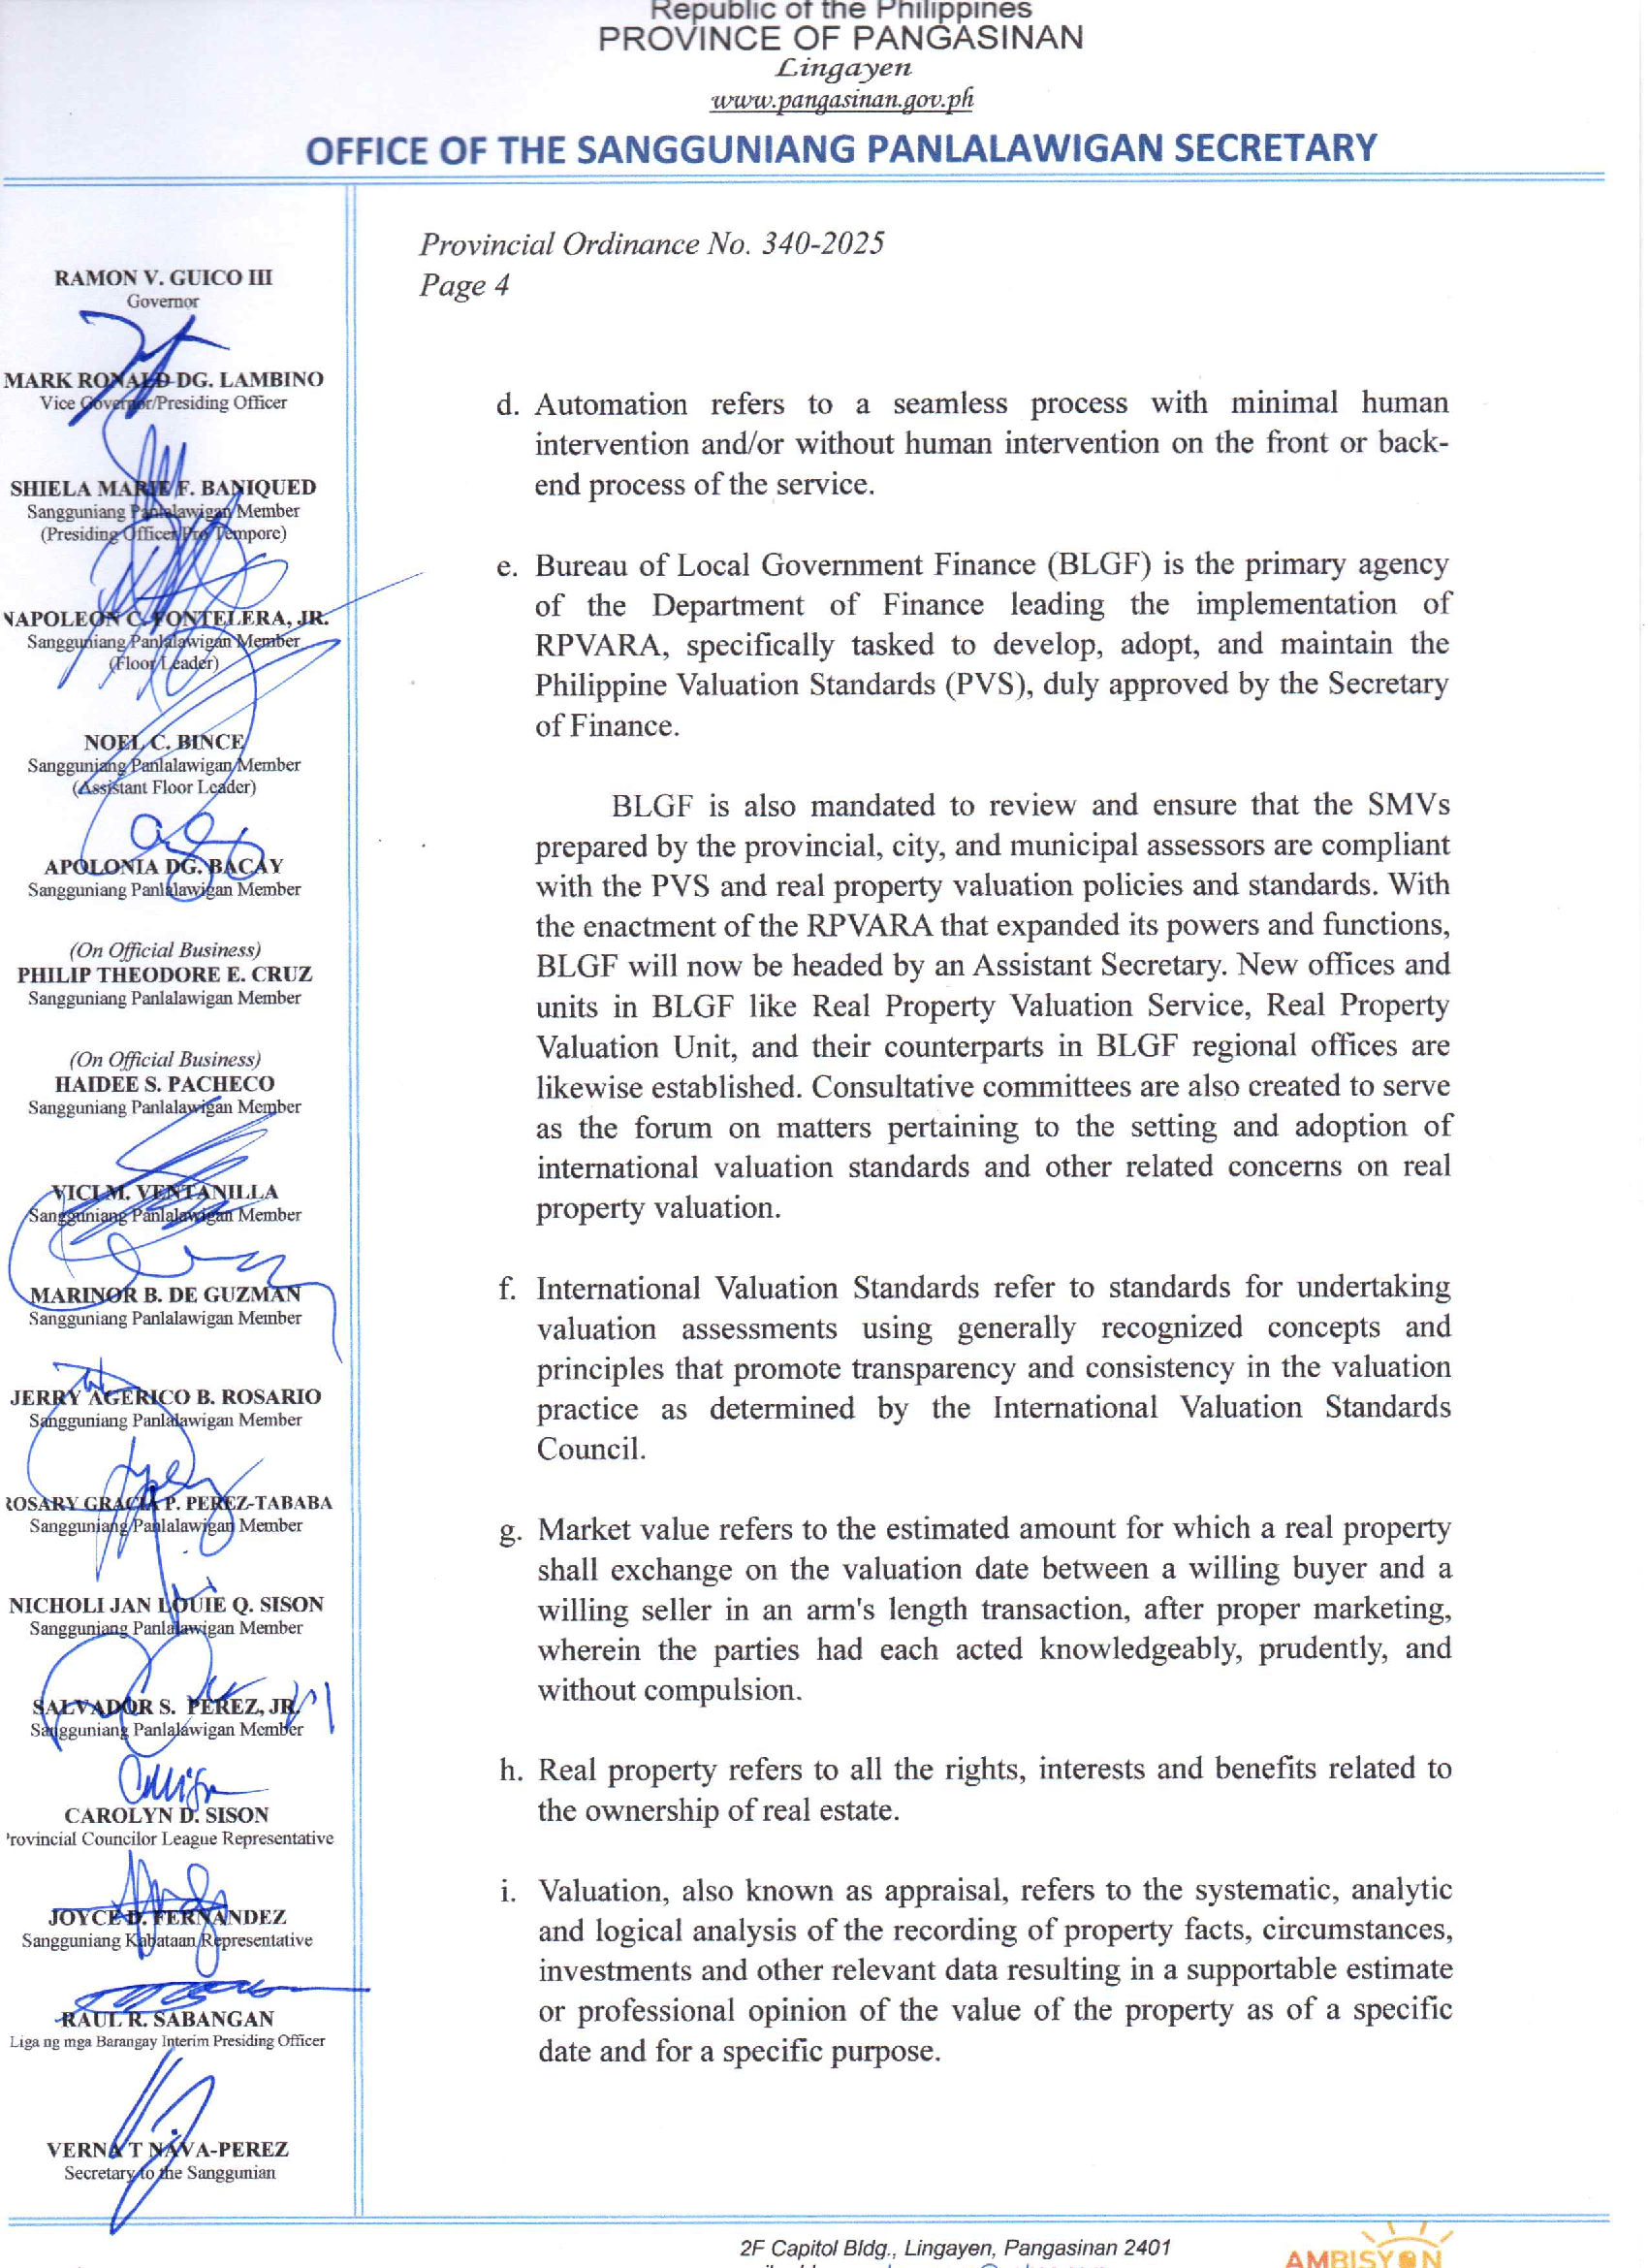 Republic of the Philippines
PROVINCE OF PANGASINAN
Lingayen
www.pangasinan.gov.ph
OFFICE OF THE SANGGUNIANG PANLALAWIGAN SECRETARY
RAMON V. GUICO III
Governor
MARK RONALD DG. LAMBINO
Vice Governor/Presiding Officer
SHIELA MARIE F. BANIQUED
Sangguniang Panlalawigan Member
(Presiding Officer Pro Tempore)
NAPOLEON C. FONTELERA, JR.
Sangguniang Panlalawigan Member
(Floor Leader)
NOEL C. BINCE
Sangguniang Panlalawigan Member
(Assistant Floor Leader)
APOLONIA DG. BACAY
Sangguniang Panlalawigan Member
(On Official Business)
PHILIP THEODORE E. CRUZ
Sangguniang Panlalawigan Member
(On Official Business)
HAIDEE S. PACHECO
Sangguniang Panlalawigan Member
VICI M. VENTANILLA
Sangguniang Panlalawigan Member
MARINOR B. DE GUZMAN
Sangguniang Panlalawigan Member
JERRY AGERICO B. ROSARIO
Sangguniang Panlalawigan Member
ROSARY GRACIA P. PEREZ-TABABA
Sangguniang Panlalawigan Member
NICHOLI JAN LOUIE Q. SISON
Sangguniang Panlalawigan Member
SALVADOR S. PEREZ, JR.
Sangguniang Panlalawigan Member
CAROLYN D. SISON
Provincial Councilor League Representative
JOYCE D. FERNANDEZ
Sangguniang Kabataan Representative
RAUL R. SABANGAN
Liga ng mga Barangay Interim Presiding Officer
VERNA T NAVA-PEREZ
Secretary to the Sanggunian
Provincial Ordinance No. 340-2025
Page 4
d. Automation refers to a seamless process with minimal human
intervention and/or without human intervention on the front or back-
end process of the service.
e. Bureau of Local Government Finance (BLGF) is the primary agency
of the Department of Finance leading the implementation of
RPVARA, specifically tasked to develop, adopt, and maintain the
Philippine Valuation Standards (PVS), duly approved by the Secretary
of Finance.
BLGF is also mandated to review and ensure that the SMVs
prepared by the provincial, city, and municipal assessors are compliant
with the PVS and real property valuation policies and standards. With
the enactment of the RPVARA that expanded its powers and functions,
BLGF will now be headed by an Assistant Secretary. New offices and
units in BLGF like Real Property Valuation Service, Real Property
Valuation Unit, and their counterparts in BLGF regional offices are
likewise established. Consultative committees are also created to serve
as the forum on matters pertaining to the setting and adoption of
international valuation standards and other related concerns on real
property valuation.
f. International Valuation Standards refer to standards for undertaking
valuation assessments using generally recognized concepts and
principles that promote transparency and consistency in the valuation
practice as determined by the International Valuation Standards
Council.
g. Market value refers to the estimated amount for which a real property
shall exchange on the valuation date between a willing buyer and a
willing seller in an arm's length transaction, after proper marketing,
wherein the parties had each acted knowledgeably, prudently, and
without compulsion.
h. Real property refers to all the rights, interests and benefits related to
the ownership of real estate.
i. Valuation, also known as appraisal, refers to the systematic, analytic
and logical analysis of the recording of property facts, circumstances,
investments and other relevant data resulting in a supportable estimate
or professional opinion of the value of the property as of a specific
date and for a specific purpose.
2F Capitol Bldg., Lingayen, Pangasinan 2401
AMBISYON